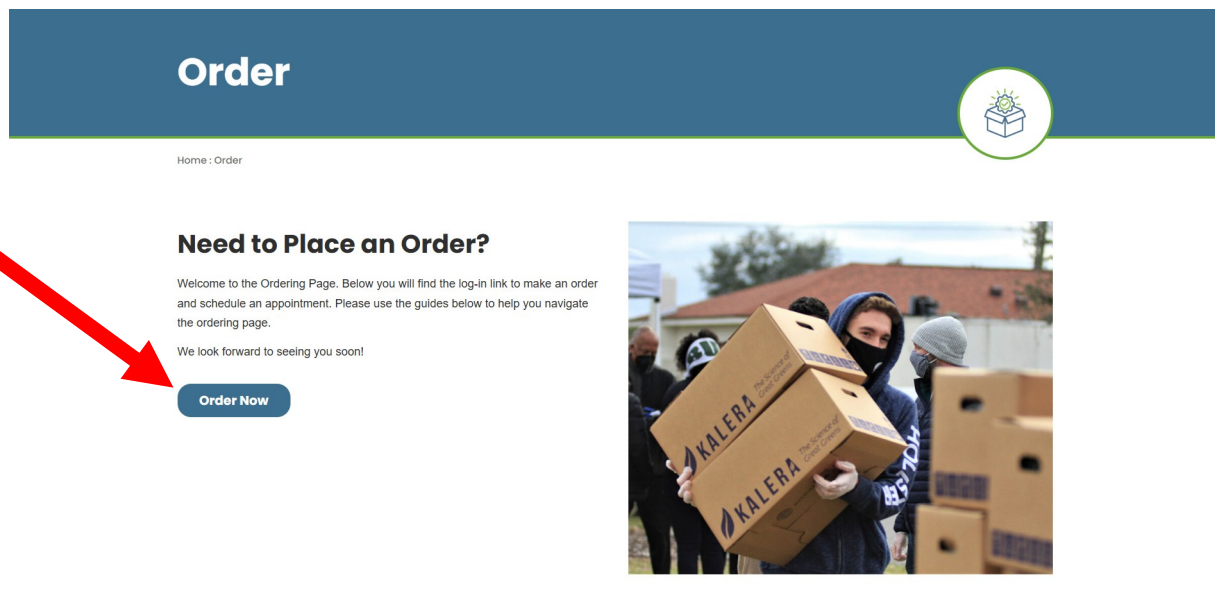 Order
Home : Order
Need to Place an Order?
Welcome to the Ordering Page. Below you will find the log-in link to make an order
and schedule an appointment. Please use the guides below to help you navigate
the ordering page.
We look forward to seeing you soon!
Order Now
KALERA
The Science of
Great Greens
KALERA
The Science of
Great Greens